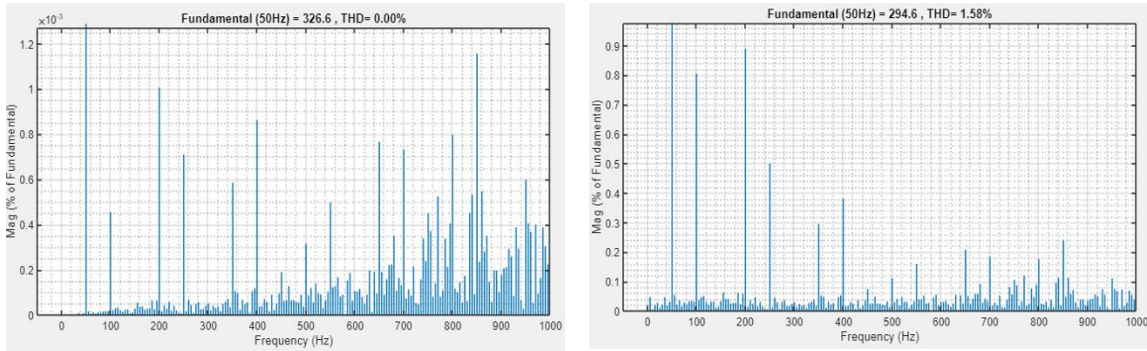 Fundamental (50Hz) = 326.6 , THD= 0.00%
×10⁻³
1.2
1
0.8
0.6
0.4
0.2
0
Mag (% of Fundamental)
0 100 200 300 400 500 600 700 800 900 1000
Frequency (Hz)
Fundamental (50Hz) = 294.6 , THD= 1.58%
0.9
0.8
0.7
0.6
0.5
0.4
0.3
0.2
0.1
0
Mag (% of Fundamental)
0 100 200 300 400 500 600 700 800 900 1000
Frequency (Hz)